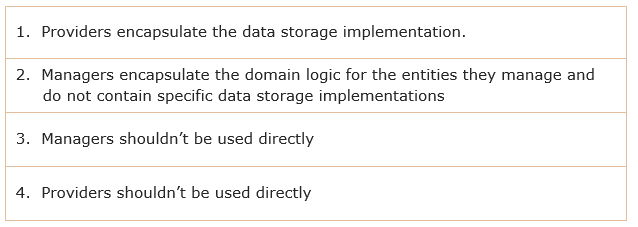 1. Providers encapsulate the data storage implementation.
2. Managers encapsulate the domain logic for the entities they manage and
do not contain specific data storage implementations
3. Managers shouldn’t be used directly
4. Providers shouldn’t be used directly